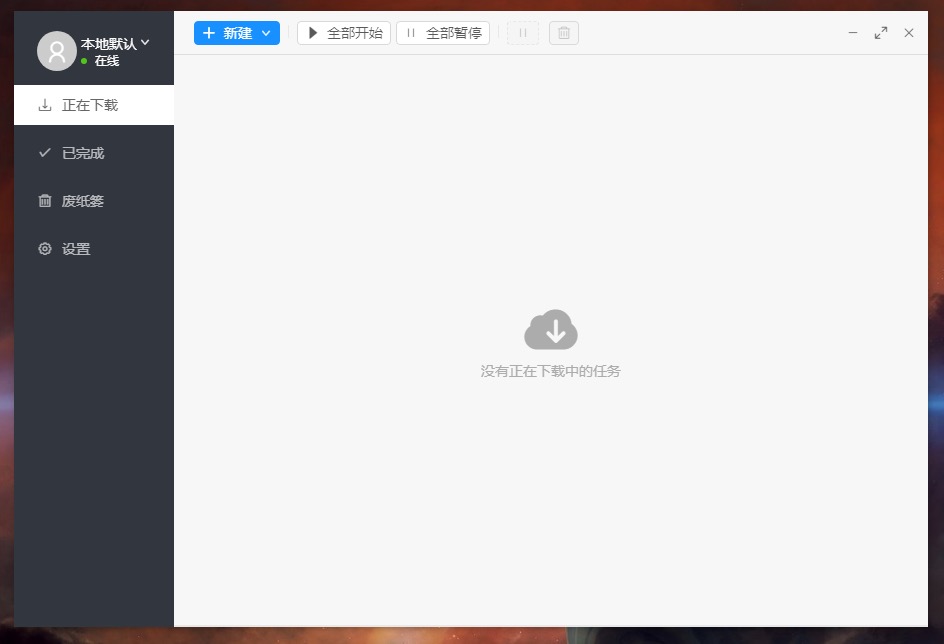 本地默认
在线
新建
全部开始
全部暂停
正在下载
已完成
废纸篓
设置
没有正在下载中的任务